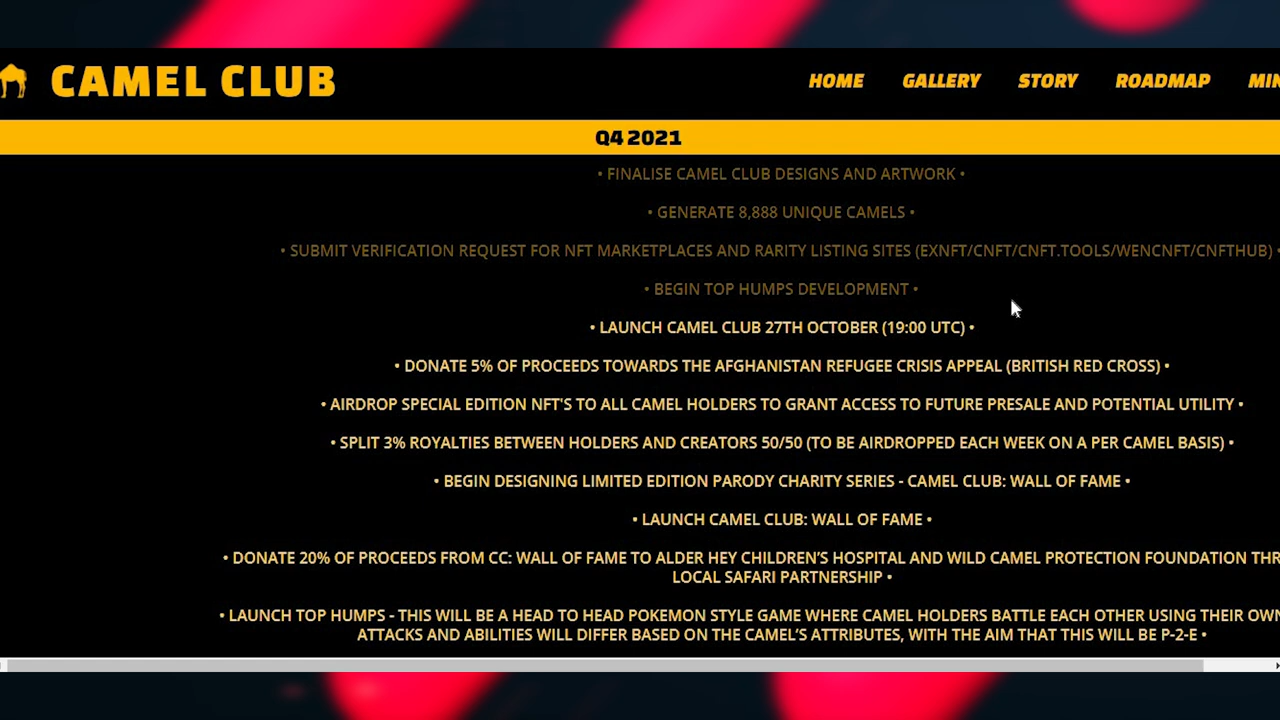 CAMEL CLUB
HOME GALLERY STORY ROADMAP
Q4 2021
• FINALISE CAMEL CLUB DESIGNS AND ARTWORK •
• GENERATE 8,888 UNIQUE CAMELS •
• SUBMIT VERIFICATION REQUEST FOR NFT MARKETPLACES AND RARITY LISTING SITES (EXNFT/CNFT/CNFT.TOOLS/WENCNFT/CNFTHUB) •
• BEGIN TOP HUMPS DEVELOPMENT •
• LAUNCH CAMEL CLUB 27TH OCTOBER (19:00 UTC) •
• DONATE 5% OF PROCEEDS TOWARDS THE AFGHANISTAN REFUGEE CRISIS APPEAL (BRITISH RED CROSS) •
• AIRDROP SPECIAL EDITION NFT'S TO ALL CAMEL HOLDERS TO GRANT ACCESS TO FUTURE PRESALE AND POTENTIAL UTILITY •
• SPLIT 3% ROYALTIES BETWEEN HOLDERS AND CREATORS 50/50 (TO BE AIRDROPPED EACH WEEK ON A PER CAMEL BASIS) •
• BEGIN DESIGNING LIMITED EDITION PARODY CHARITY SERIES - CAMEL CLUB: WALL OF FAME •
• LAUNCH CAMEL CLUB: WALL OF FAME •
• DONATE 20% OF PROCEEDS FROM CC: WALL OF FAME TO ALDER HEY CHILDREN’S HOSPITAL AND WILD CAMEL PROTECTION FOUNDATION
LOCAL SAFARI PARTNERSHIP •
• LAUNCH TOP HUMPS - THIS WILL BE A HEAD TO HEAD POKEMON STYLE GAME WHERE CAMEL HOLDERS BATTLE EACH OTHER USING THEIR OWN
ATTACKS AND ABILITIES WILL DIFFER BASED ON THE CAMEL’S ATTRIBUTES, WITH THE AIM THAT THIS WILL BE P-2-E •